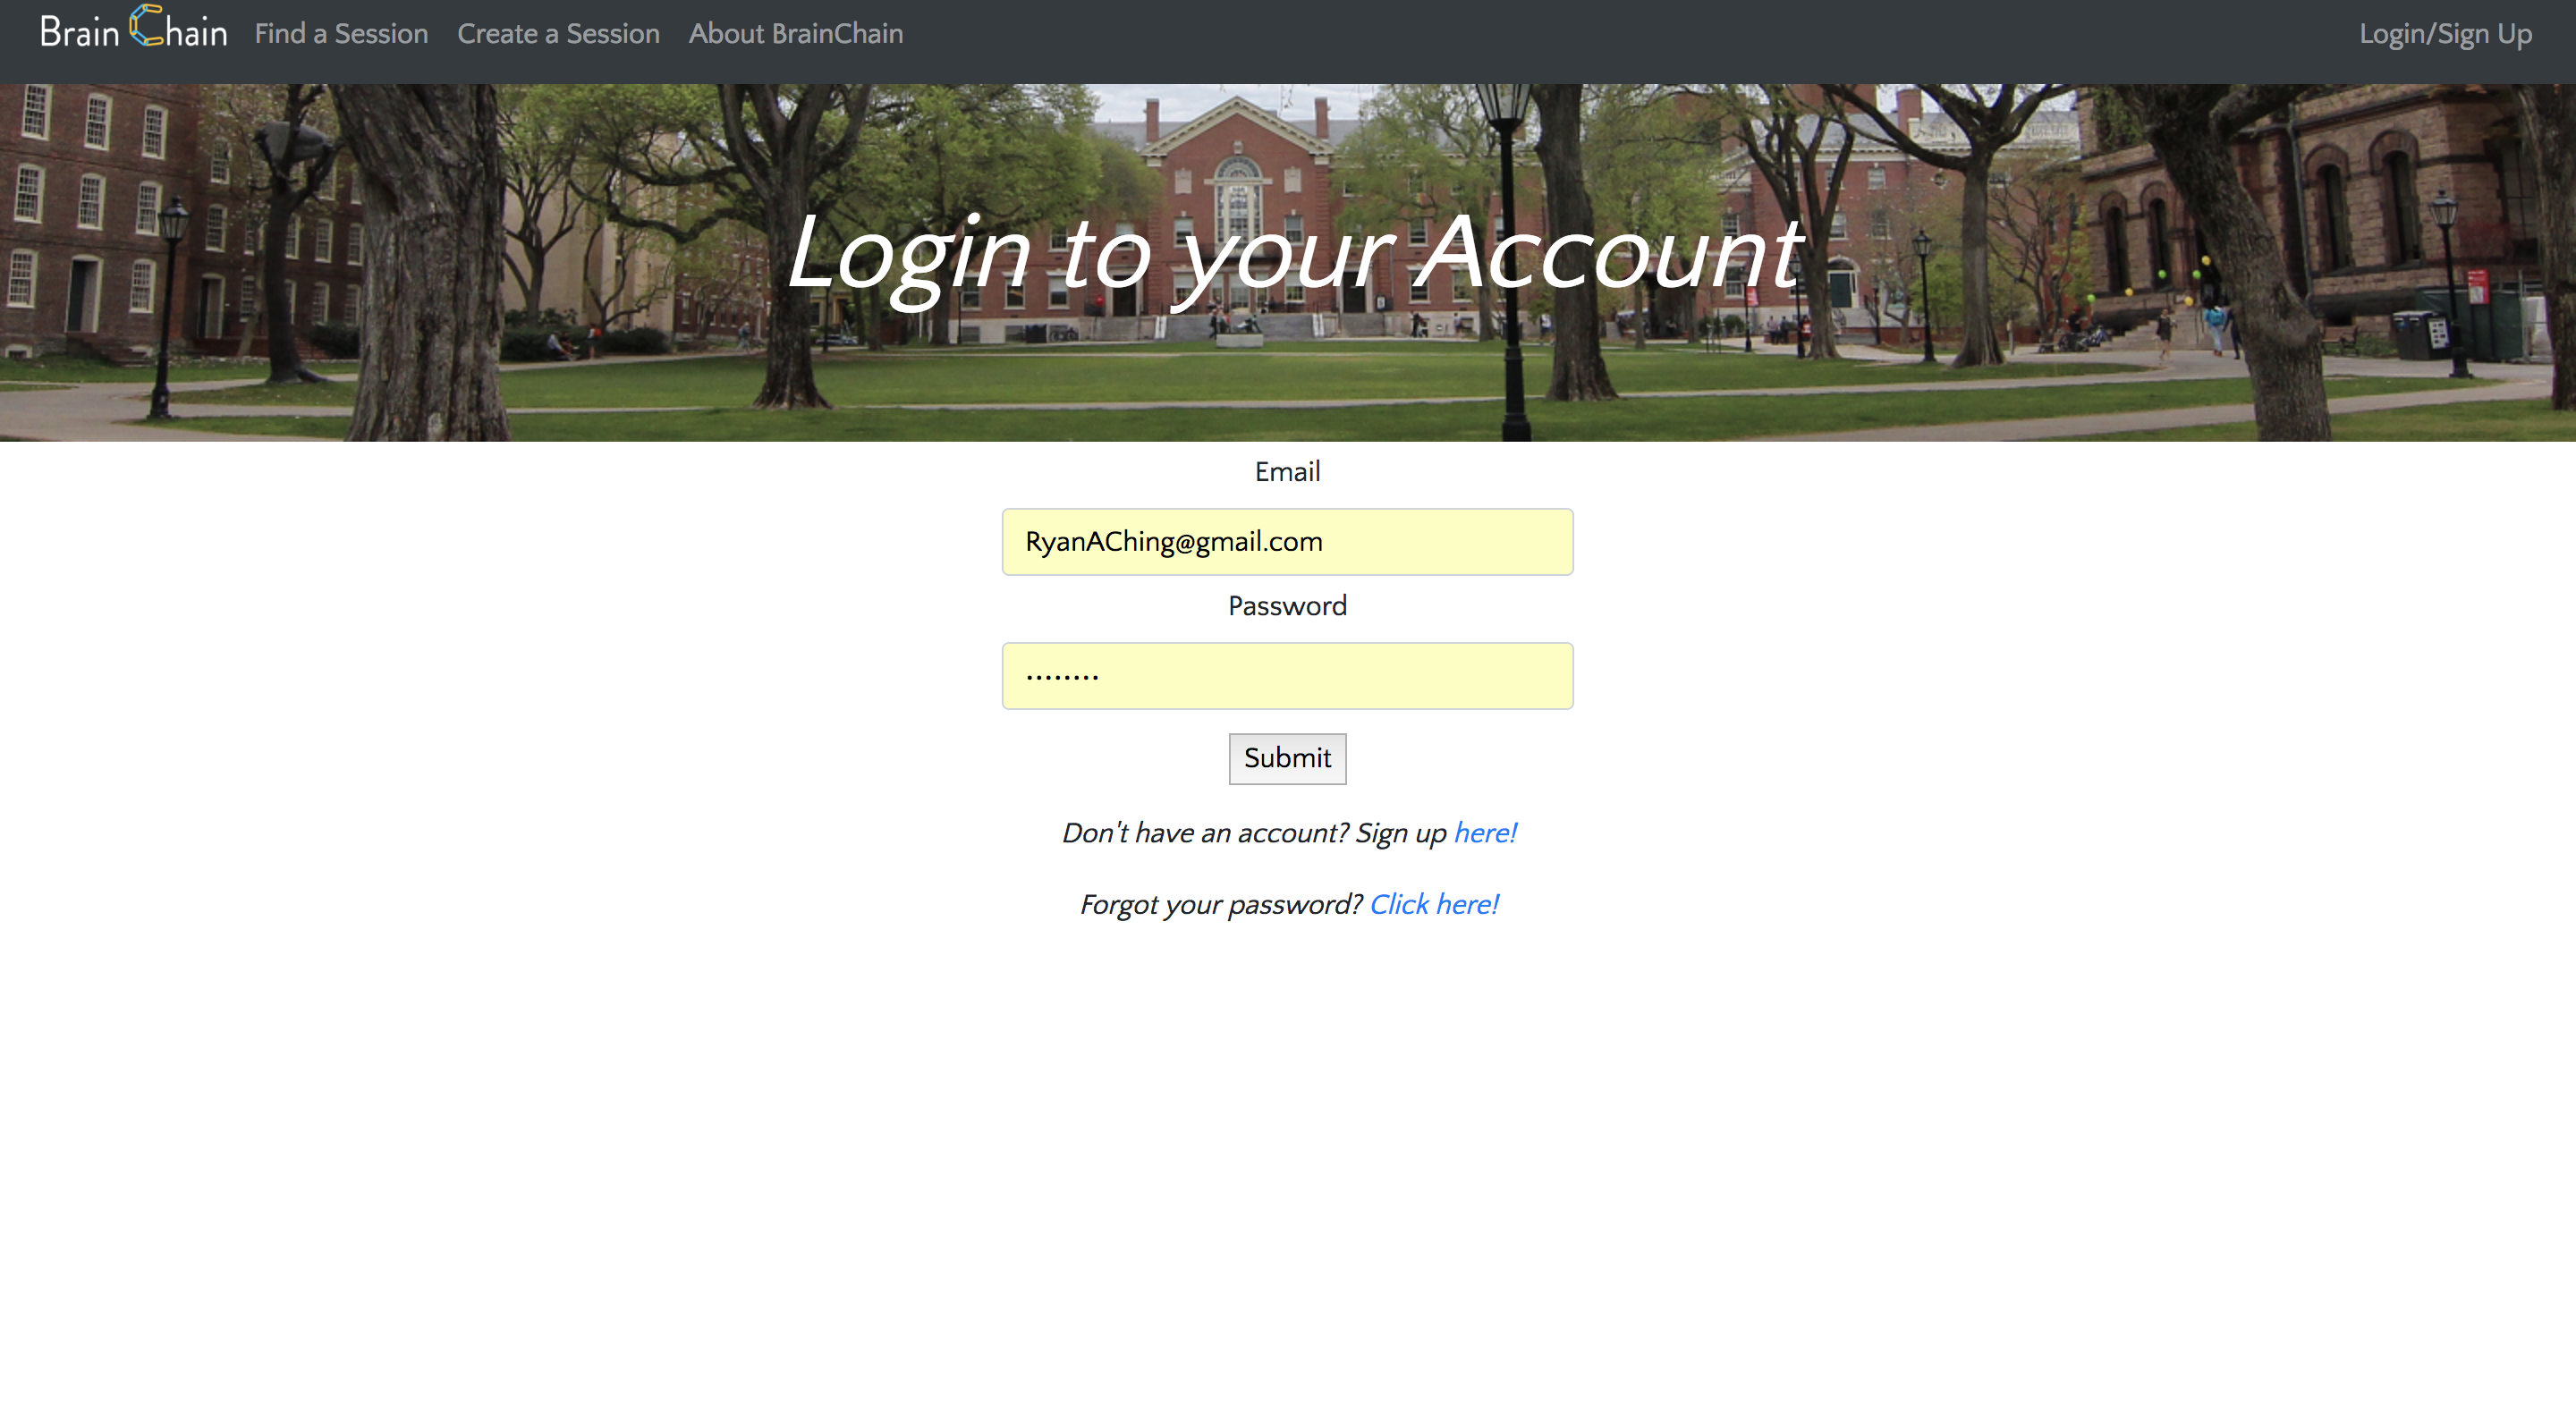 Brain Chain Find a Session Create a Session About BrainChain Login/Sign Up
Login to your Account
Email
RyanAChing@gmail.com
Password
••••••••
Submit
Don't have an account? Sign up here!
Forgot your password? Click here!